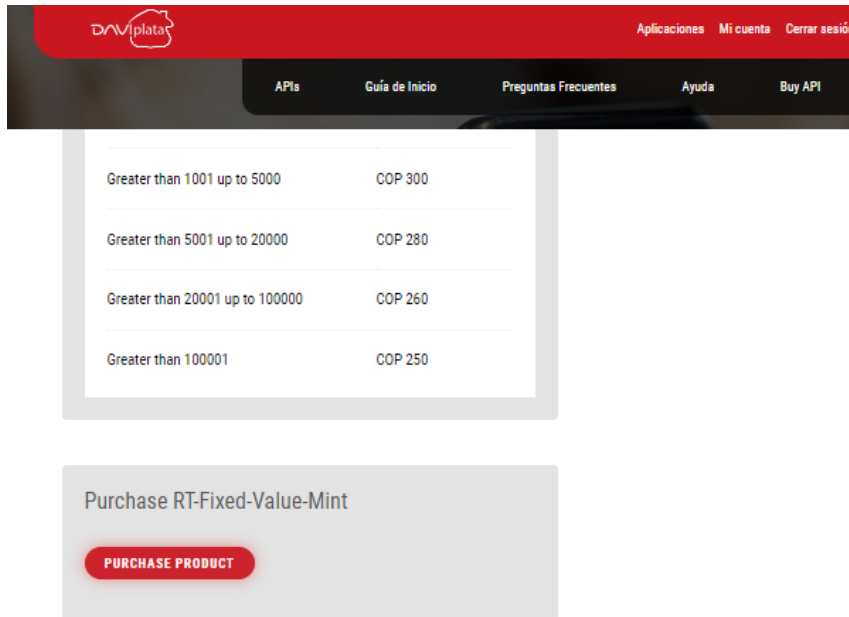 DAVIplata
Aplicaciones Mi cuenta Cerrar sesión
APIs Guía de Inicio Preguntas Frecuentes Ayuda Buy API
Greater than 1001 up to 5000 COP 300
Greater than 5001 up to 20000 COP 280
Greater than 20001 up to 100000 COP 260
Greater than 100001 COP 250
Purchase RT-Fixed-Value-Mint
PURCHASE PRODUCT